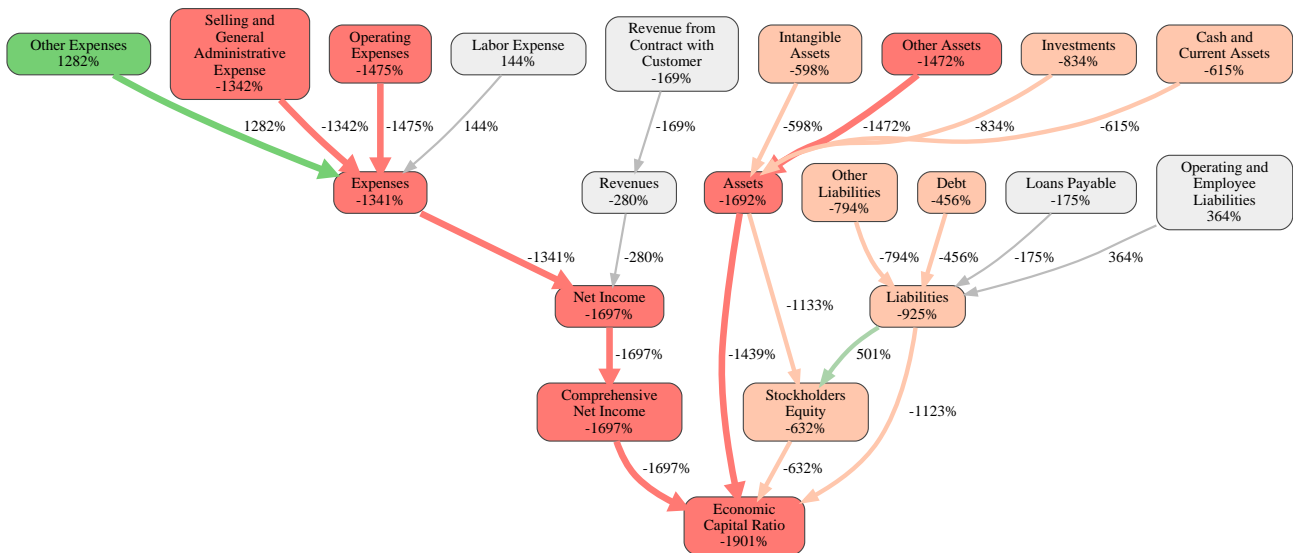 Other Expenses
1282%
Selling and
General
Administrative
Expense
-1342%
Operating
Expenses
-1475%
Labor Expense
144%
Revenue from
Contract with
Customer
-169%
Intangible
Assets
-598%
Other Assets
-1472%
Investments
-834%
Cash and
Current Assets
-615%
1282%
-1342%
-1475%
144%
-169%
-598%
-1472%
-834%
-615%
Expenses
-1341%
Revenues
-280%
Assets
-1692%
Other
Liabilities
-794%
Debt
-456%
Loans Payable
-175%
Operating and
Employee
Liabilities
364%
-1341%
-280%
-794%
-456%
-175%
364%
Net Income
-1697%
-1133%
Liabilities
-925%
-1697%
-1439%
501%
Comprehensive
Net Income
-1697%
Stockholders
Equity
-632%
-1123%
-1697%
-632%
Economic
Capital Ratio
-1901%